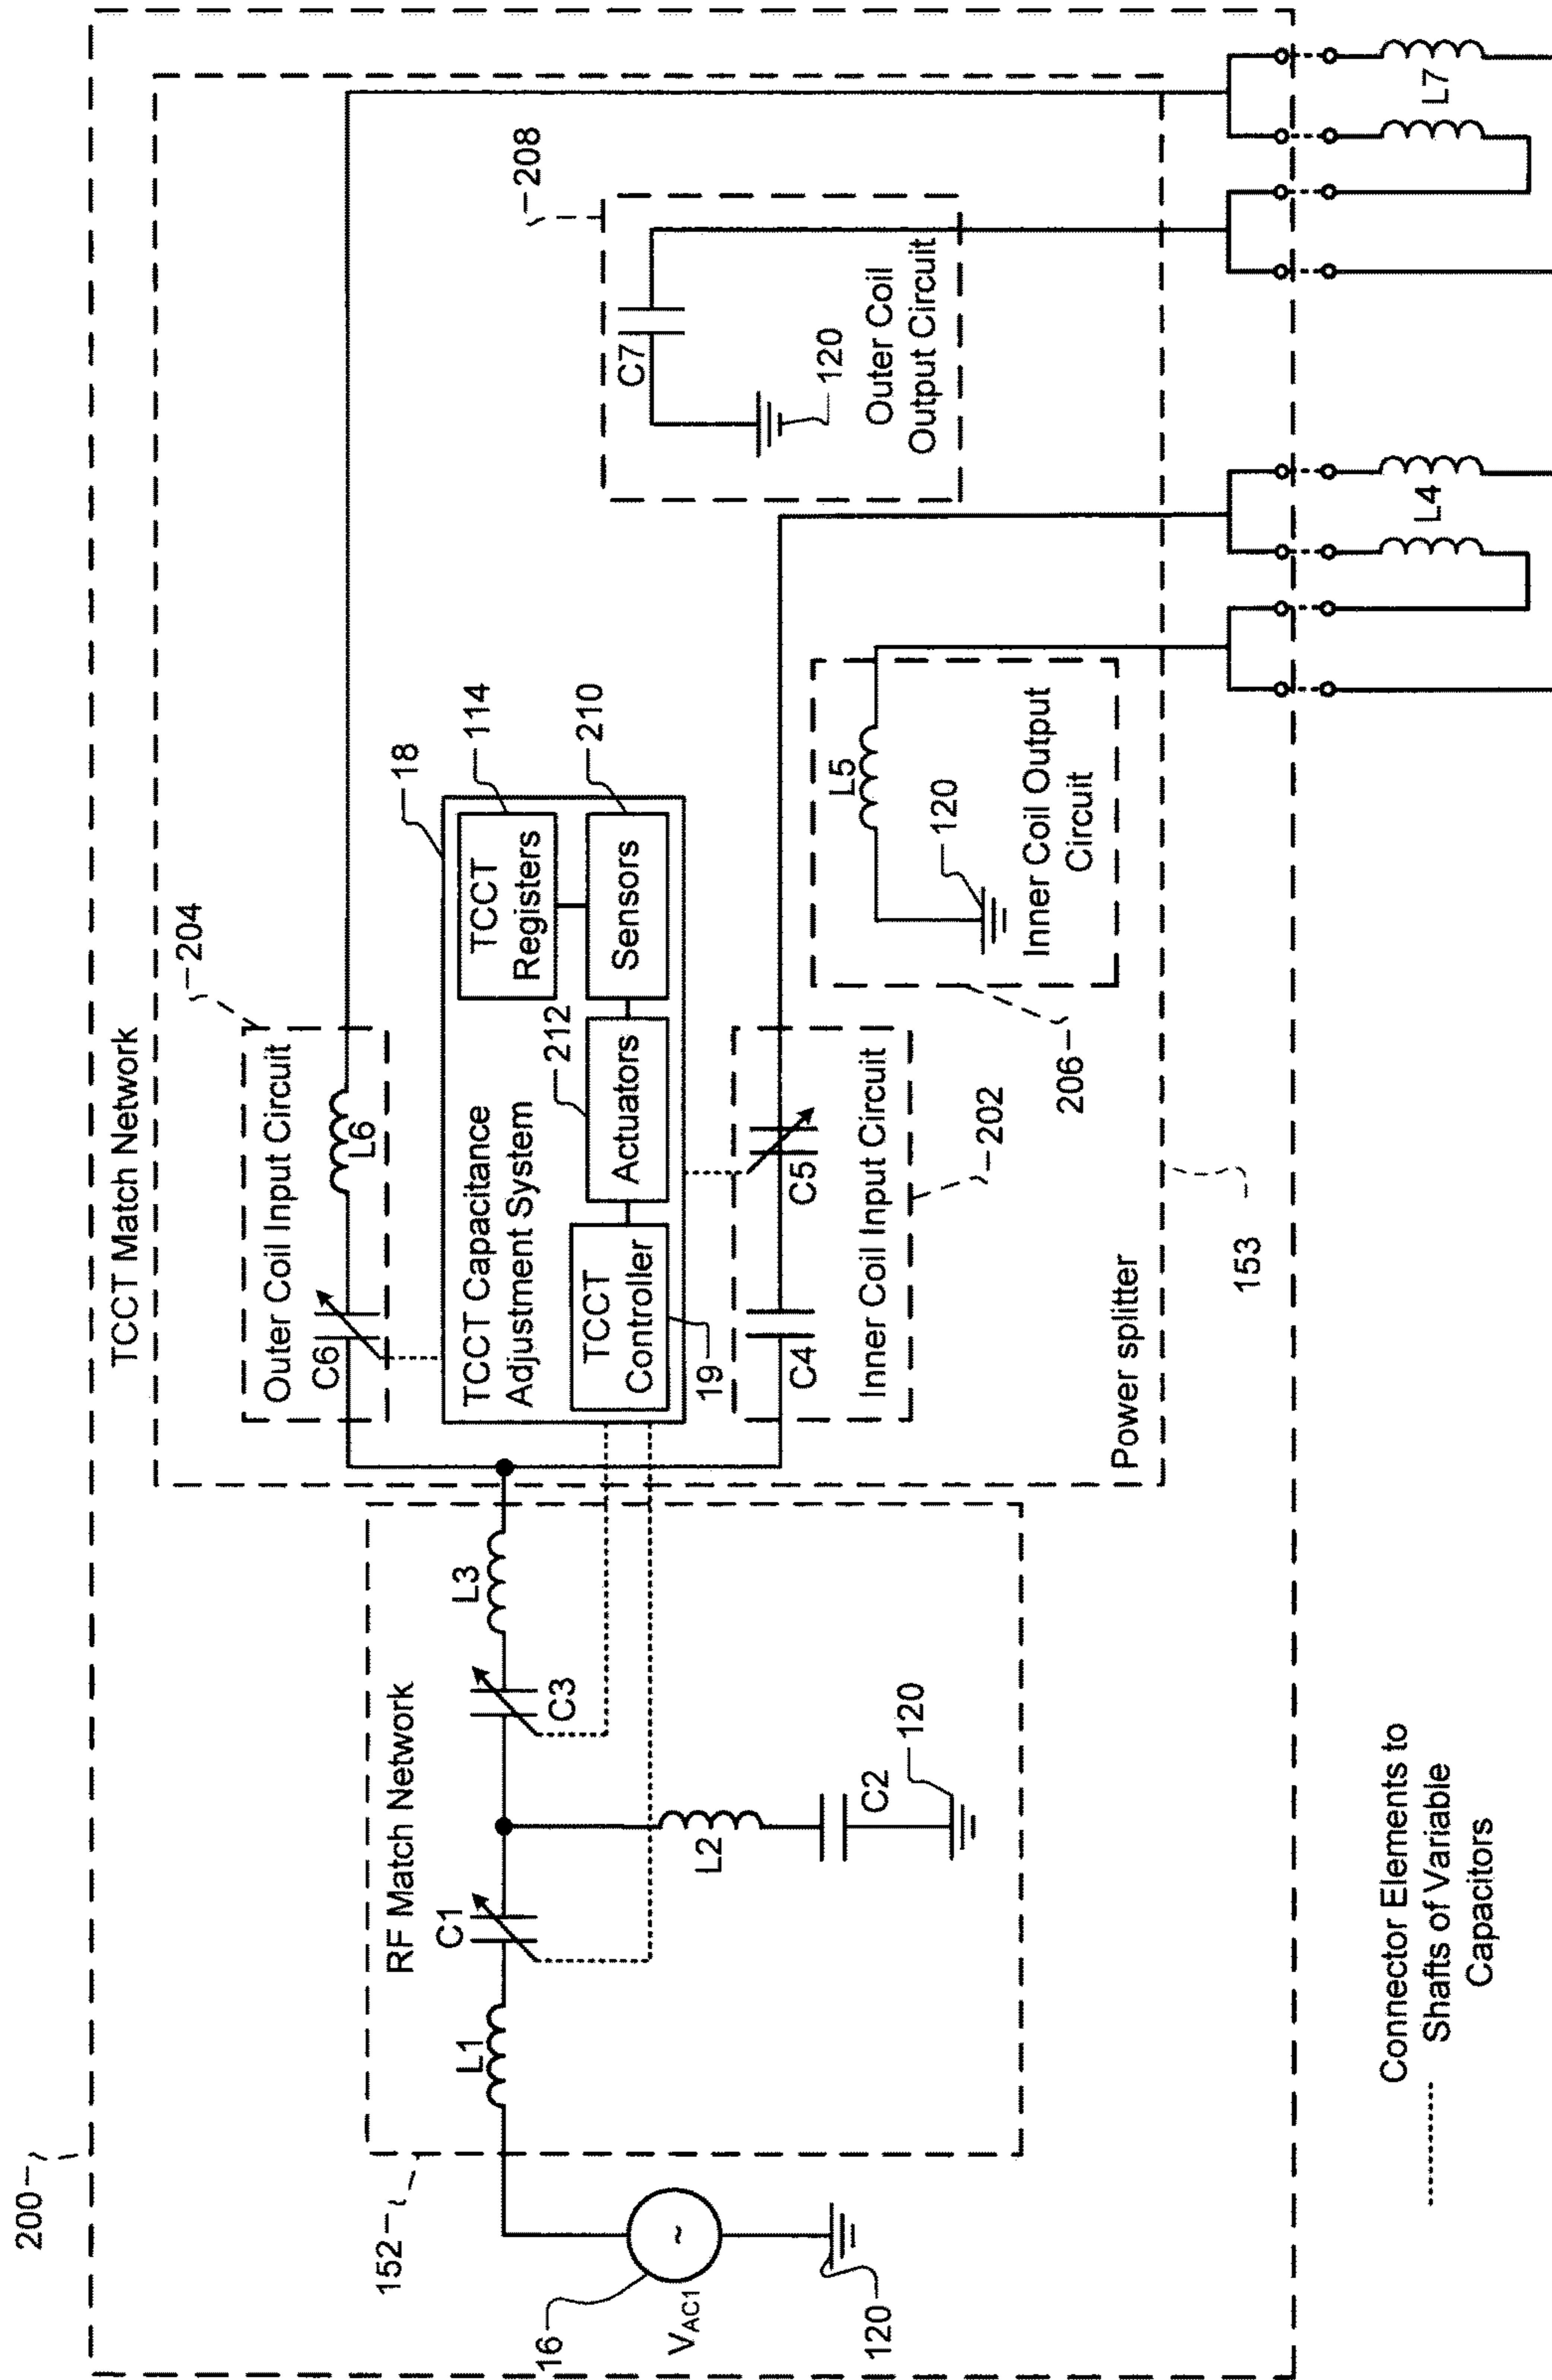 200
TCCT Match Network
152
RF Match Network
16
VAC1
120
L1
C1
L2
C2
120
C3
L3
204
Outer Coil Input Circuit
C6
L6
18
TCCT Capacitance
Adjustment System
TCCT
Controller
19
212
Actuators
TCCT
Registers
114
Sensors
210
C4
C5
Inner Coil Input Circuit
202
L5
120
Inner Coil Output
Circuit
206
208
C7
120
Outer Coil
Output Circuit
Power splitter
153
L4
L7
Connector Elements to
Shafts of Variable
Capacitors